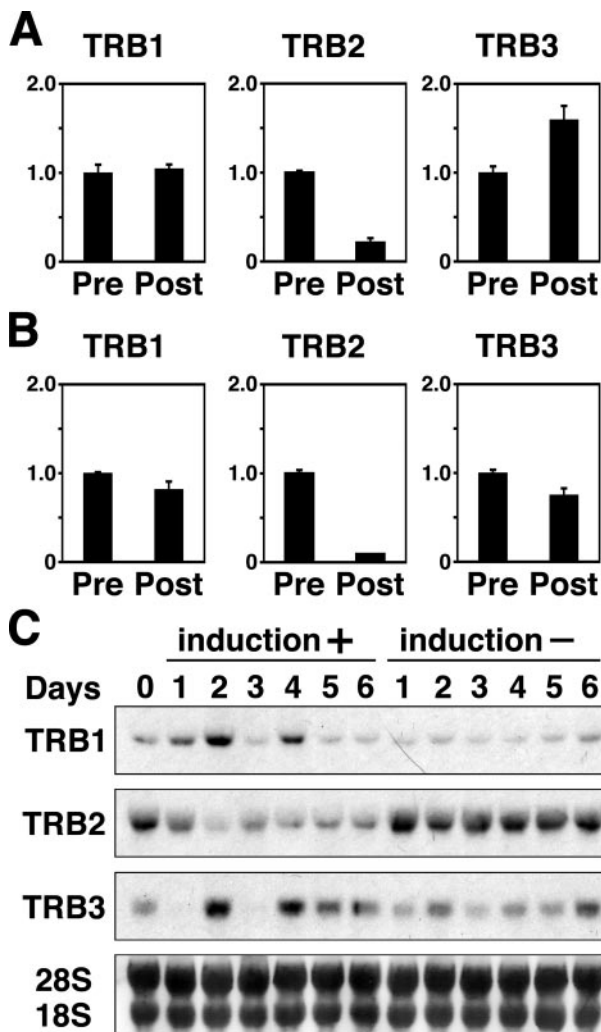 A
TRB1 TRB2 TRB3
2.0 2.0 2.0
1.0 1.0 1.0
0 0 0
Pre Post Pre Post Pre Post
B
TRB1 TRB2 TRB3
2.0 2.0 2.0
1.0 1.0 1.0
0 0 0
Pre Post Pre Post Pre Post
C
induction + induction −
Days 0 1 2 3 4 5 6 1 2 3 4 5 6
TRB1
TRB2
TRB3
28S
18S